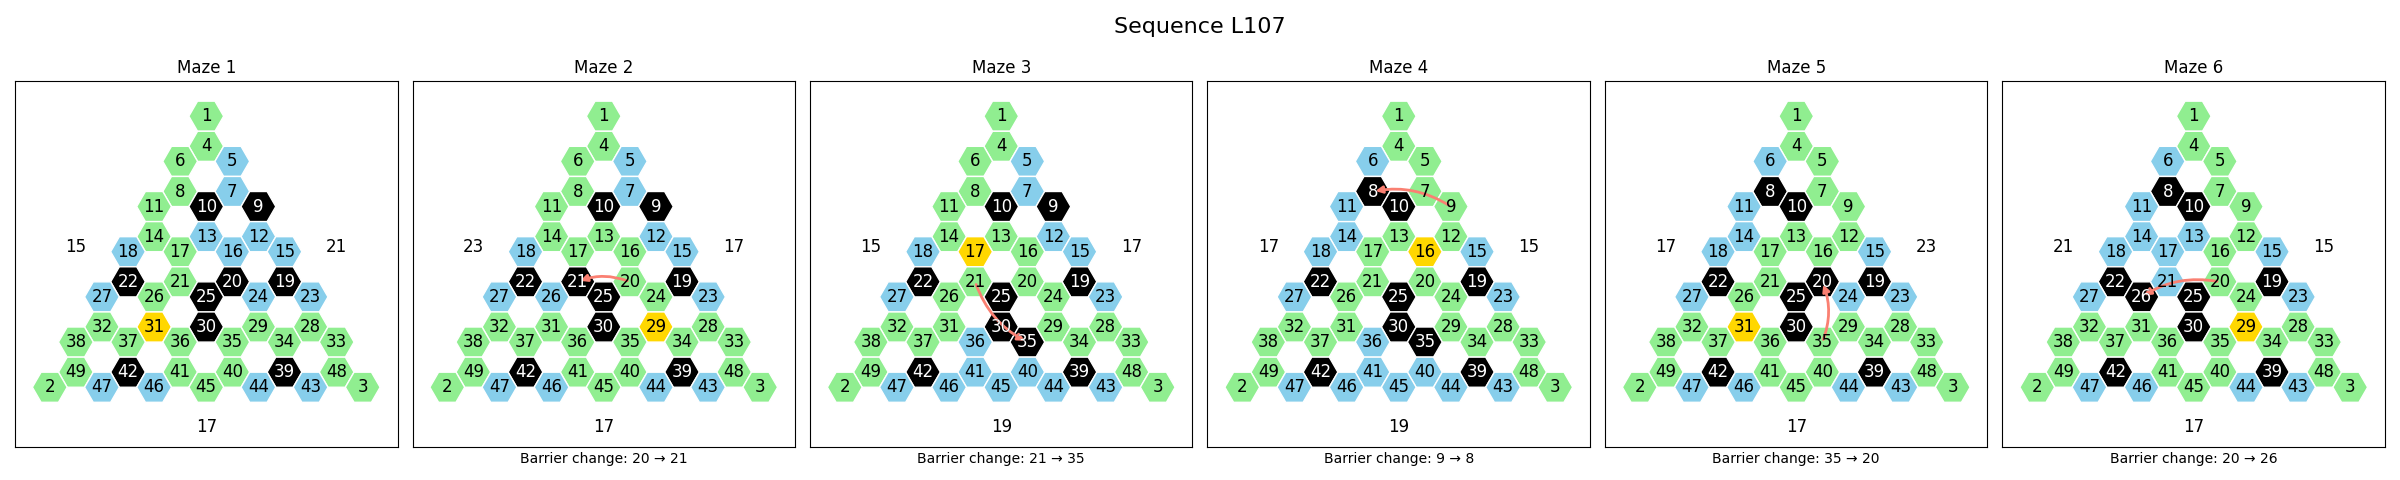 Sequence L107
Maze 1
Maze 2
Maze 3
Maze 4
Maze 5
Maze 6
1 1 1 1 1 1
4 4 4 4 4 4
6 5 6 5 6 5 6 5 6 5 6 5
8 7 8 7 8 7 8 7 8 7 8 7
11 10 9 11 10 9 11 10 9 11 10 9 11 10 9 11 10 9
14 13 12 14 13 12 14 13 12 14 13 12 14 13 12 14 13 12
15 18 17 16 15 21 23 18 17 16 15 17 15 18 17 16 15 17 17 18 17 16 15 15 17 18 17 16 15 23 21 18 17 16 15 15
22 21 20 19 22 21 20 19 22 21 20 19 22 21 20 19 22 21 20 19 22 21 20 19
27 26 25 24 23 27 26 25 24 23 27 26 25 24 23 27 26 25 24 23 27 26 25 24 23 27 26 25 24 23
32 31 30 29 28 32 31 30 29 28 32 31 30 29 28 32 31 30 29 28 32 31 30 29 28 32 31 30 29 28
38 37 36 35 34 33 38 37 36 35 34 33 38 37 36 35 34 33 38 37 36 35 34 33 38 37 36 35 34 33 38 37 36 35 34 33
49 42 41 40 39 48 49 42 41 40 39 48 49 42 41 40 39 48 49 42 41 40 39 48 49 42 41 40 39 48 49 42 41 40 39 48
2 47 46 45 44 43 3 2 47 46 45 44 43 3 2 47 46 45 44 43 3 2 47 46 45 44 43 3 2 47 46 45 44 43 3 2 47 46 45 44 43 3
17 17 19 19 17 17
Barrier change: 20 → 21
Barrier change: 21 → 35
Barrier change: 9 → 8
Barrier change: 35 → 20
Barrier change: 20 → 26